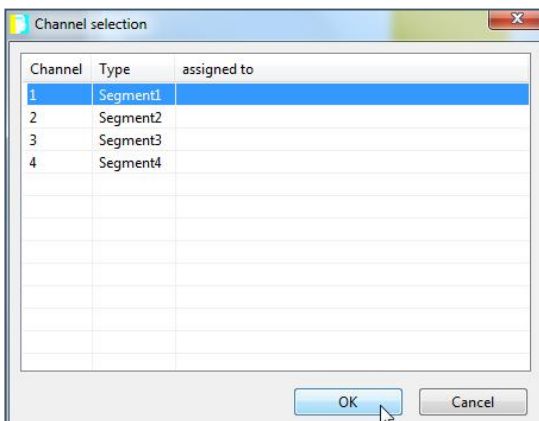 Channel selection
Channel Type assigned to
1 Segment1
2 Segment2
3 Segment3
4 Segment4
OK Cancel